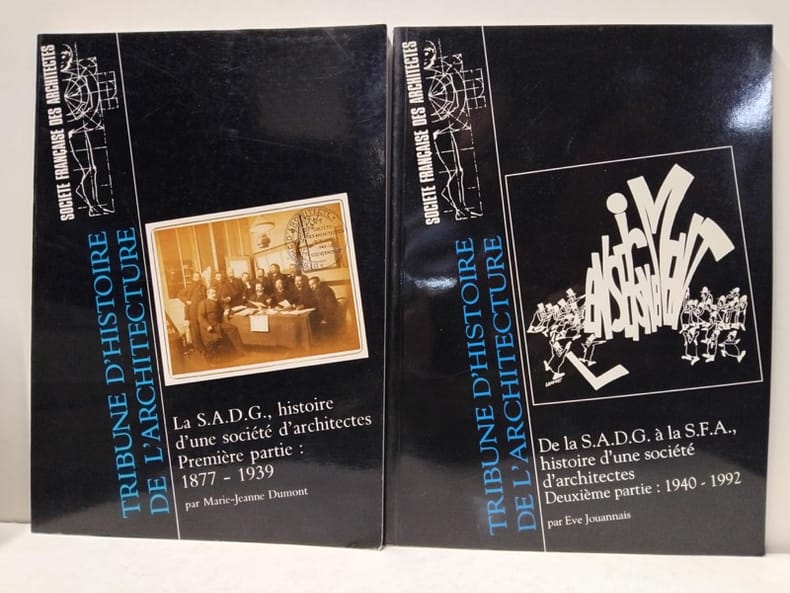 SOCIETE FRANÇAISE DES ARCHITECTES
TRIBUNE D'HISTOIRE
DE L'ARCHITECTURE
La S.A.D.G., histoire
d'une société d'architectes
Première partie :
1877 - 1939
par Marie-Jeanne Dumont
SOCIETE FRANÇAISE DES ARCHITECTES
TRIBUNE D'HISTOIRE
DE L'ARCHITECTURE
De la S.A.D.G. à la S.F.A.,
histoire d'une société
d'architectes
Deuxième partie : 1940 - 1992
par Eve Jouannais